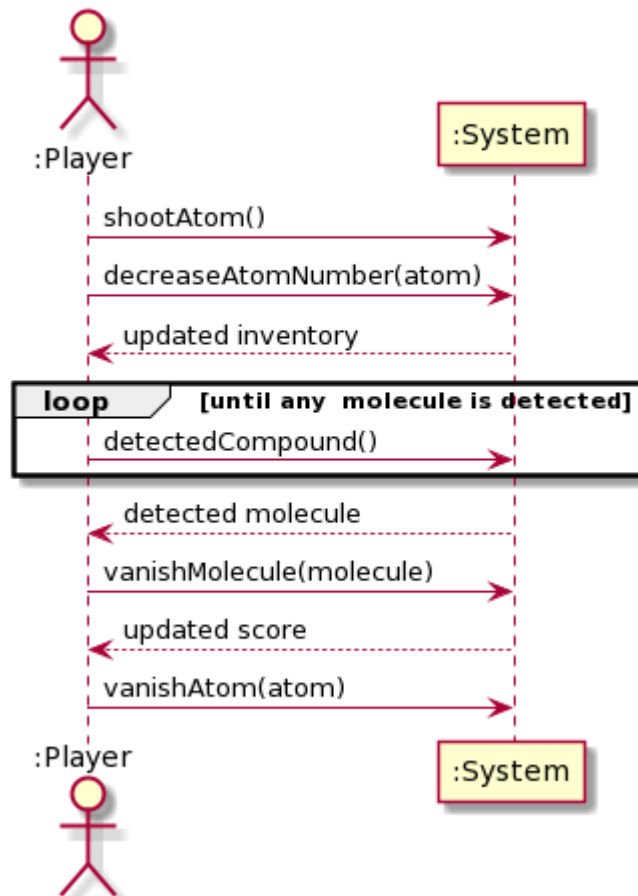 :Player
:System
shootAtom()
decreaseAtomNumber(atom)
updated inventory
loop [until any molecule is detected]
detectedCompound()
detected molecule
vanishMolecule(molecule)
updated score
vanishAtom(atom)
:Player
:System